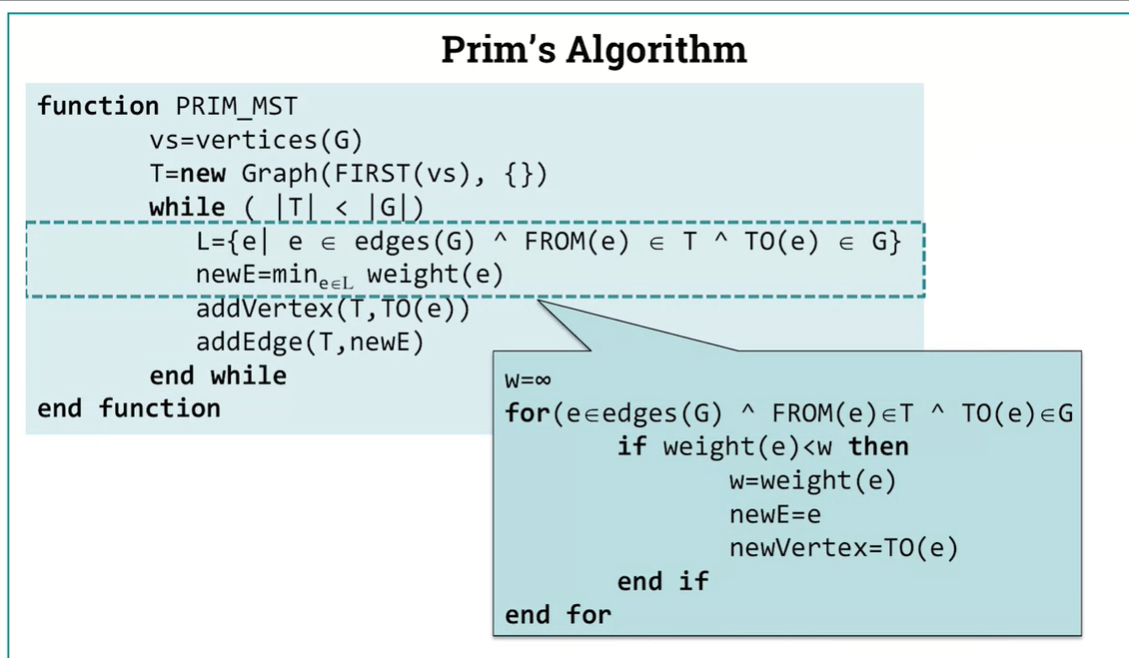 Prim's Algorithm
function PRIM_MST
vs=vertices(G)
T=new Graph(FIRST(vs), {})
while ( |T| < |G|)
L={e| e ∈ edges(G) ^ FROM(e) ∈ T ^ TO(e) ∈ G}
newE=min e∈L weight(e)
addVertex(T,TO(e))
addEdge(T,newE)
end while
end function
w=∞
for(e∈edges(G) ^ FROM(e)∈T ^ TO(e)∈G
if weight(e)<w then
w=weight(e)
newE=e
newVertex=TO(e)
end if
end for